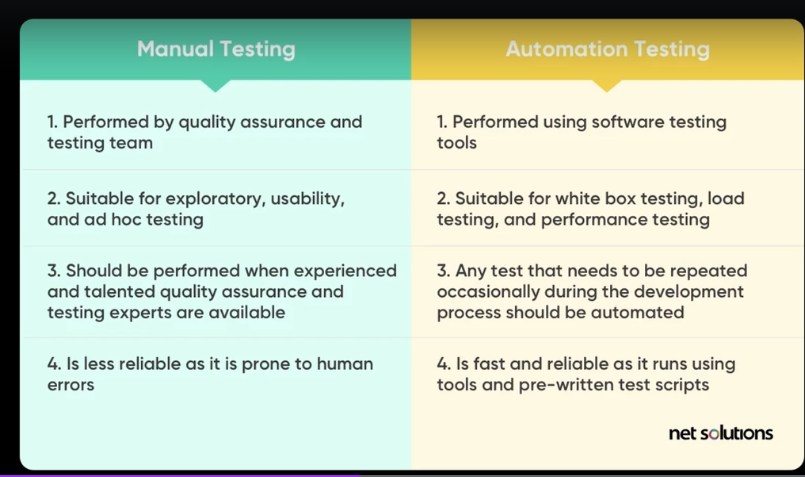 Manual Testing
Automation Testing
1. Performed by quality assurance and
testing team
1. Performed using software testing
tools
2. Suitable for exploratory, usability,
and ad hoc testing
2. Suitable for white box testing, load
testing, and performance testing
3. Should be performed when experienced
and talented quality assurance and
testing experts are available
3. Any test that needs to be repeated
occasionally during the development
process should be automated
4. Is less reliable as it is prone to human
errors
4. Is fast and reliable as it runs using
tools and pre-written test scripts
net solutions